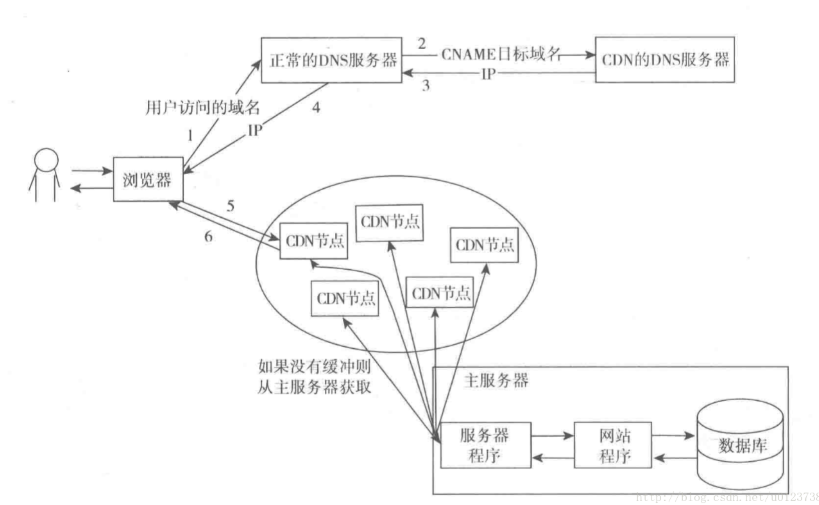 正常的DNS服务器
2
CNAME目标域名
CDN的DNS服务器
IP
3
用户访问的域名
4
1
IP
浏览器
5
6
CDN节点
CDN节点
CDN节点
CDN节点
CDN节点
如果没有缓冲则
从主服务器获取
主服务器
服务器
程序
网站
程序
数据库